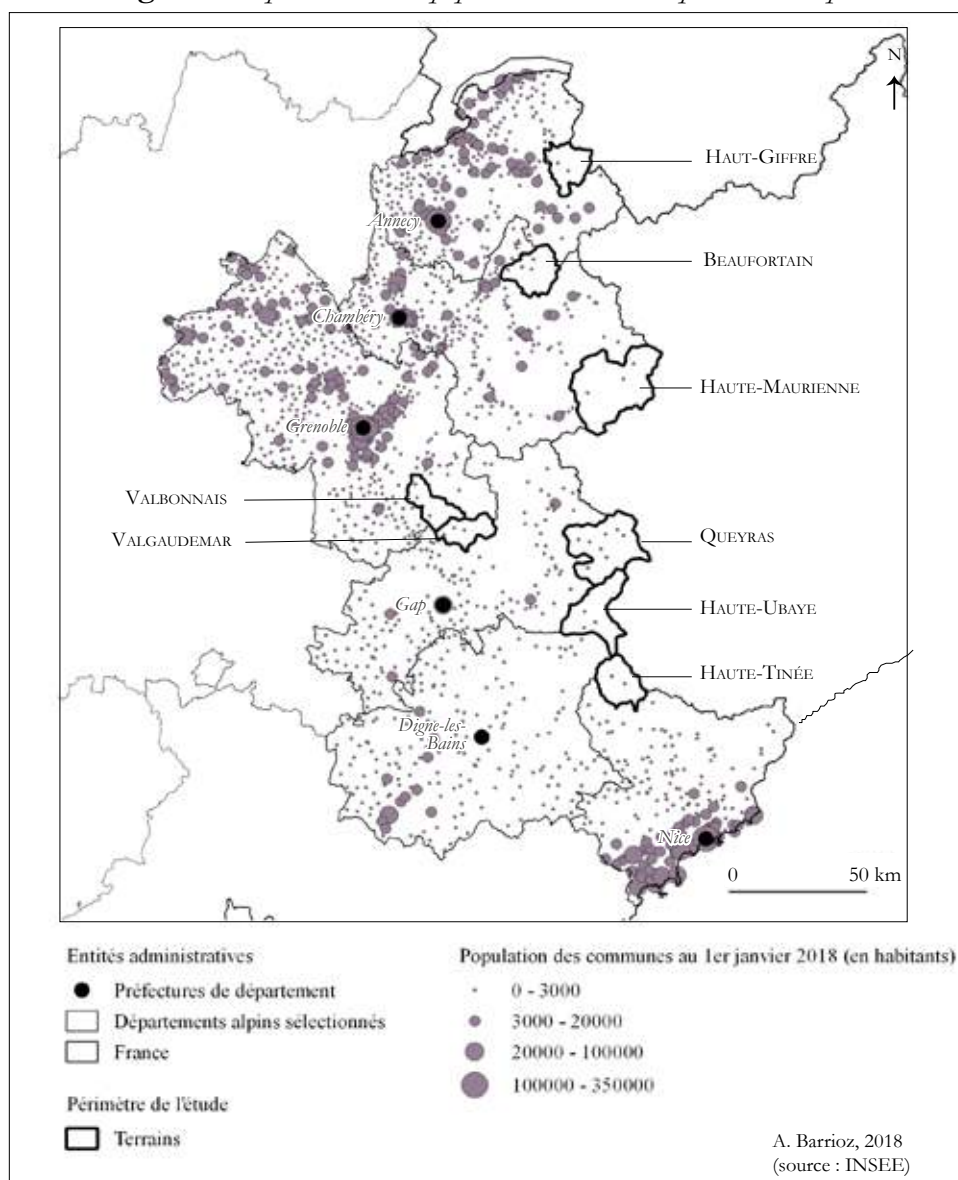 N
HAUT-GIFFRE
Annecy
BEAUFORTAIN
Chambéry
HAUTE-MAURIENNE
Grenoble
VALBONNAIS
VALGAUDEMAR
QUEYRAS
Gap
HAUTE-UBAYE
HAUTE-TINÉE
Digne-les-
Bains
Nice
0 50 km
Entités administratives
Préfectures de département
Départements alpins sélectionnés
France
Périmètre de l'étude
Terrains
Population des communes au 1er janvier 2018 (en habitants)
0 - 3000
3000 - 20000
20000 - 100000
100000 - 350000
A. Barrioz, 2018
(source : INSEE)